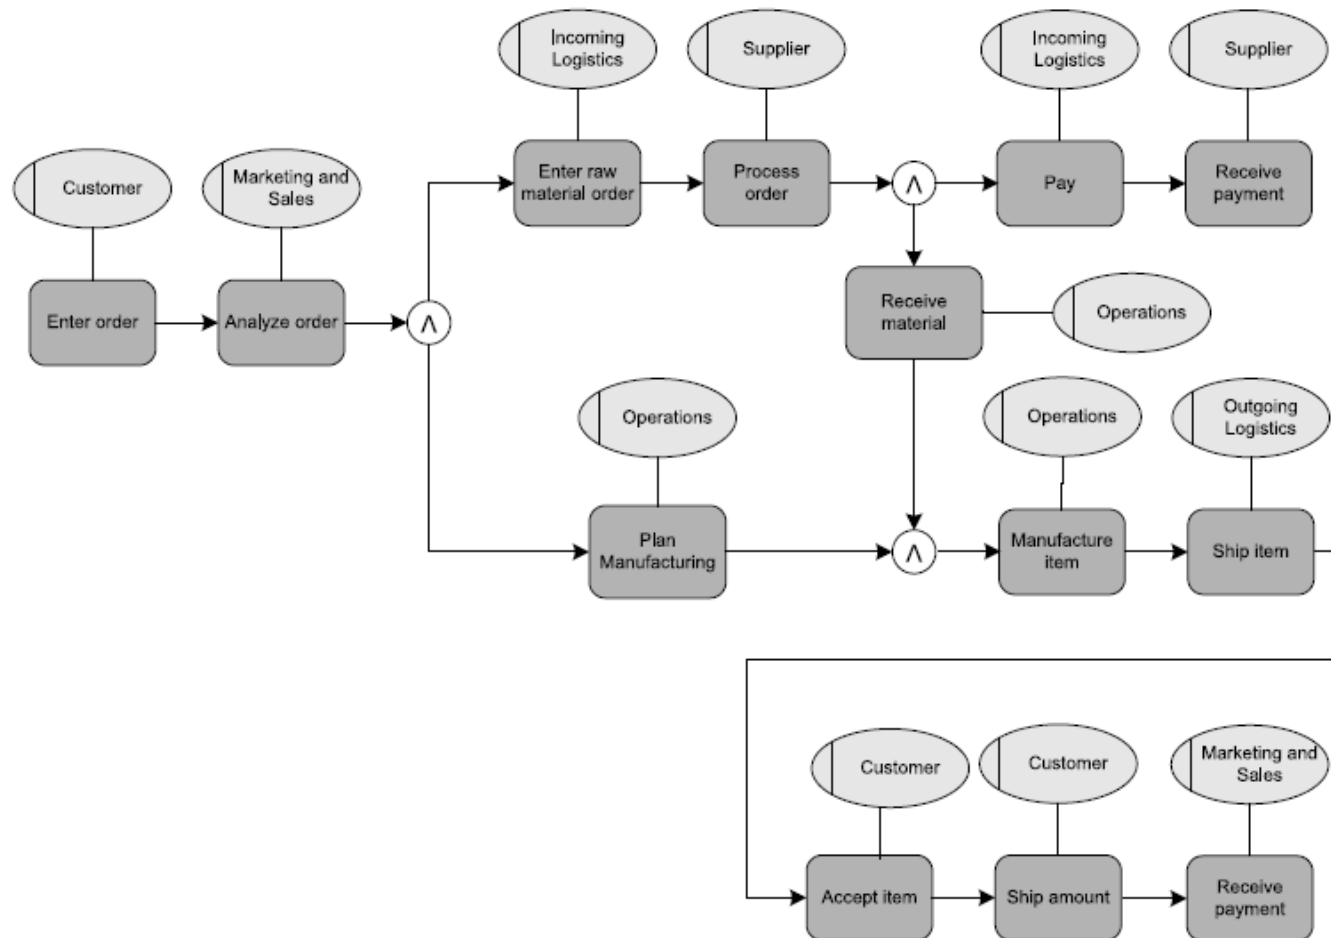 Incoming
Logistics
Supplier
Incoming
Logistics
Supplier
Enter raw
material order
Process
order
Λ
Pay
Receive
payment
Customer
Marketing and
Sales
Enter order
Analyze order
Λ
Receive
material
Operations
Operations
Operations
Outgoing
Logistics
Plan
Manufacturing
Λ
Manufacture
item
Ship item
Customer
Customer
Marketing and
Sales
Accept item
Ship amount
Receive
payment